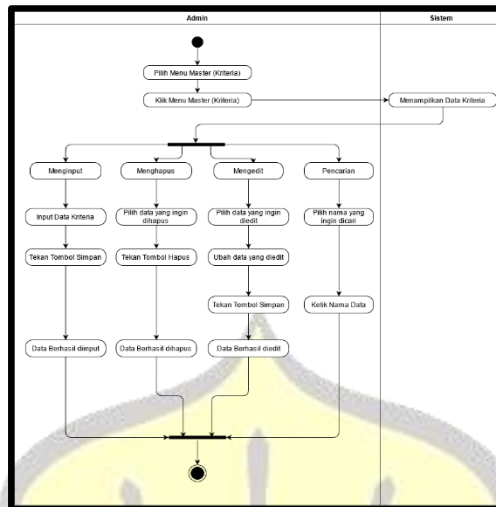 Admin
Sistem
Pilih Menu Master (Kriteria)
Klik Menu Master (Kriteria)
Menampilkan Data Kriteria
Menginput
Menghapus
Mengedit
Pencarian
Input Data Kriteria
Pilih data yang ingin
dihapus
Pilih data yang ingin
diedit
Pilih nama yang
ingin dicari
Tekan Tombol Simpan
Tekan Tombol Hapus
Ubah data yang diedit
Tekan Tombol Simpan
Ketik Nama Data
Data Berhasil diinput
Data Berhasil dihapus
Data Berhasil diedit